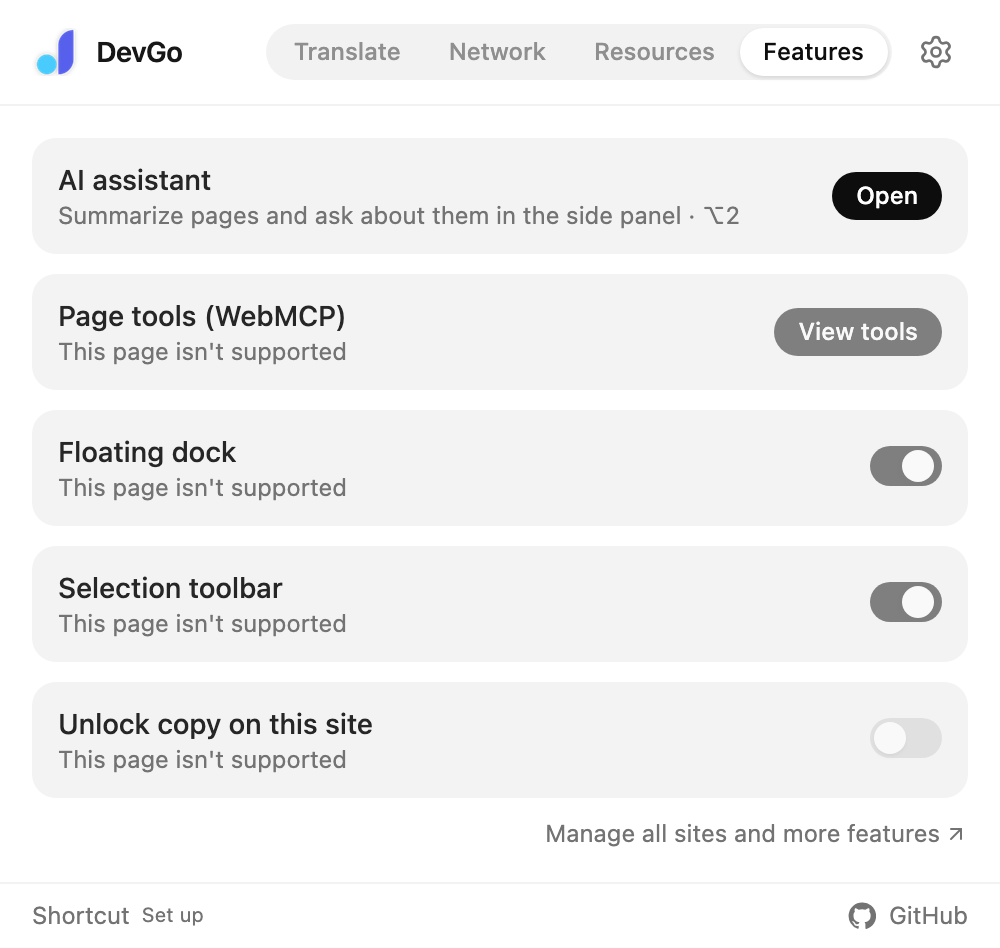 DevGo
Translate
Network
Resources
Features
AI assistant
Summarize pages and ask about them in the side panel · ⌥2
Open
Page tools (WebMCP)
This page isn't supported
View tools
Floating dock
This page isn't supported
Selection toolbar
This page isn't supported
Unlock copy on this site
This page isn't supported
Manage all sites and more features ↗
Shortcut Set up
GitHub